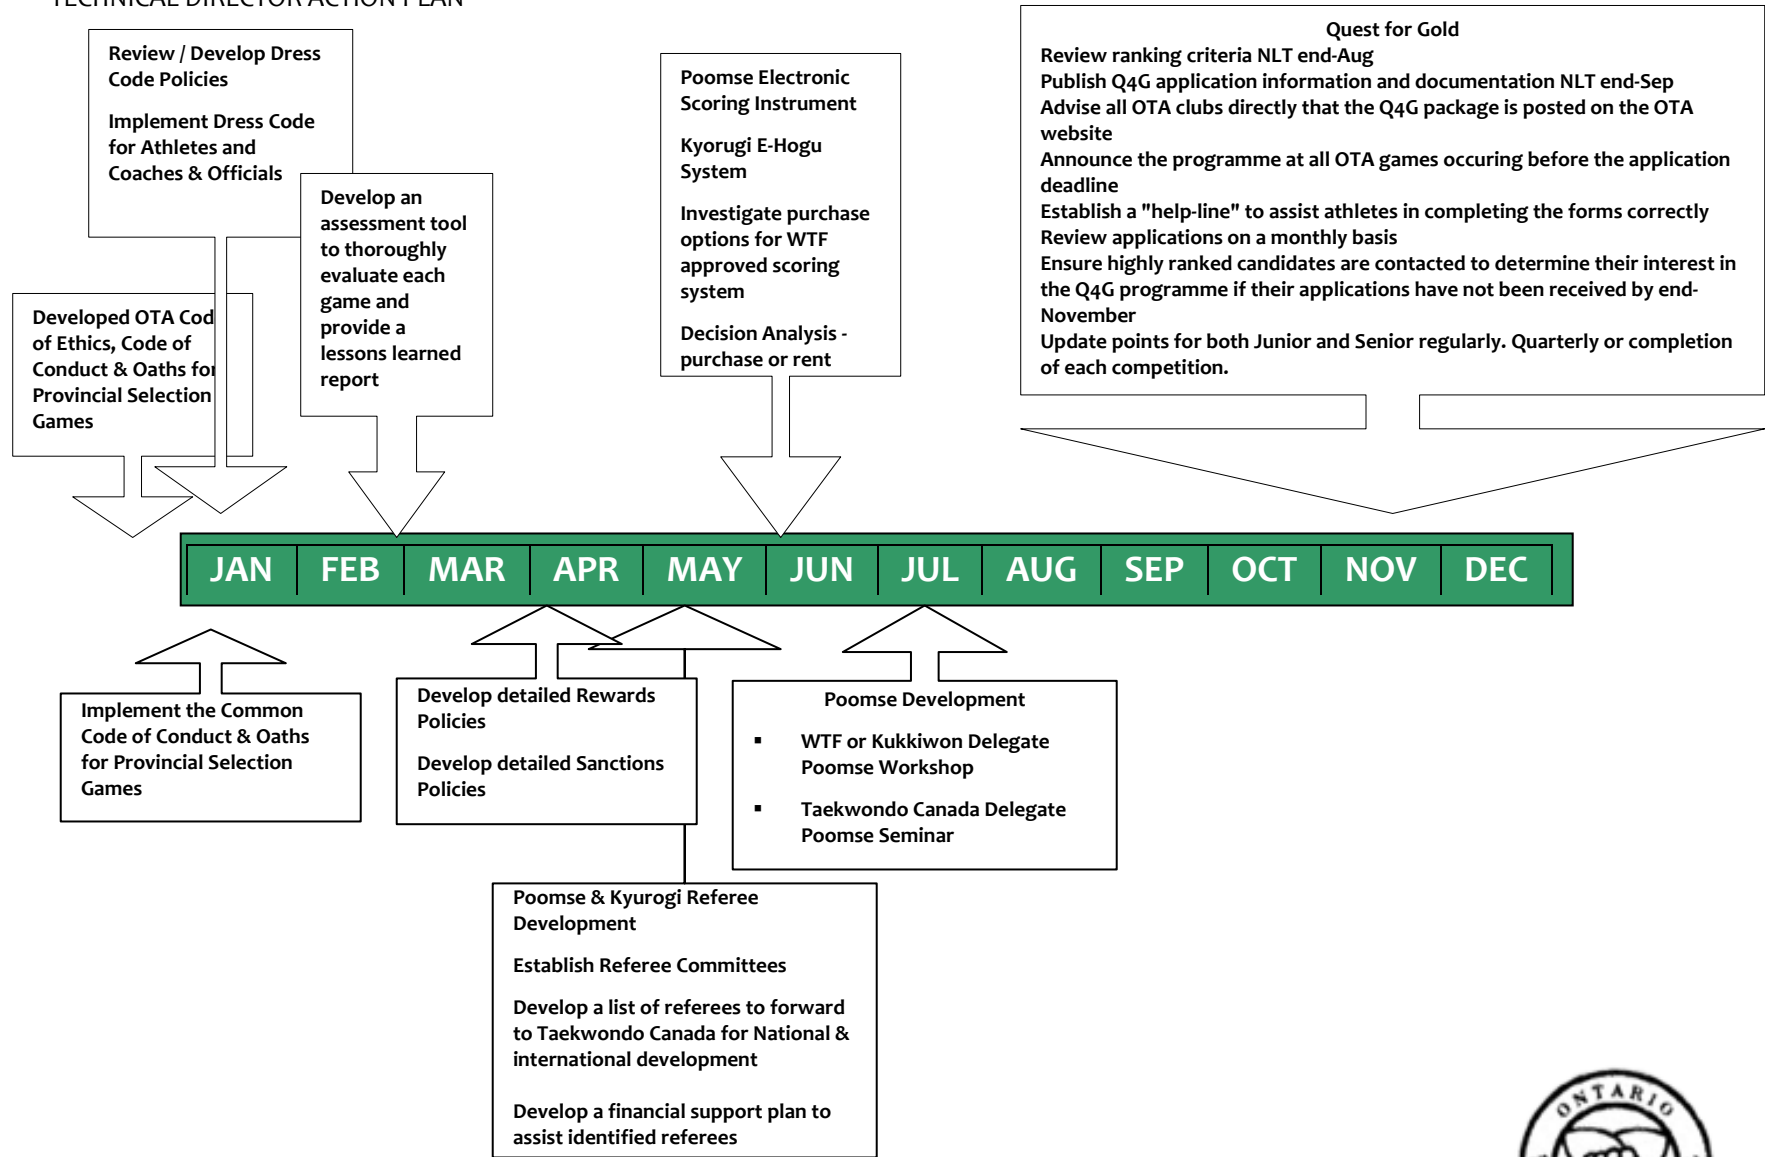 TECHNICAL DIRECTOR ACTION PLAN
Review / Develop Dress
Code Policies
Implement Dress Code
for Athletes and
Coaches & Officials
Developed OTA Cod
of Ethics, Code of
Conduct & Oaths for
Provincial Selection
Games
Develop an
assessment tool
to thoroughly
evaluate each
game and
provide a
lessons learned
report
Poomse Electronic
Scoring Instrument
Kyorugi E-Hogu
System
Investigate purchase
options for WTF
approved scoring
system
Decision Analysis -
purchase or rent
Quest for Gold
Review ranking criteria NLT end-Aug
Publish Q4G application information and documentation NLT end-Sep
Advise all OTA clubs directly that the Q4G package is posted on the OTA
website
Announce the programme at all OTA games occuring before the application
deadline
Establish a "help-line" to assist athletes in completing the forms correctly
Review applications on a monthly basis
Ensure highly ranked candidates are contacted to determine their interest in
the Q4G programme if their applications have not been received by end-
November
Update points for both Junior and Senior regularly. Quarterly or completion
of each competition.
JAN FEB MAR APR MAY JUN JUL AUG SEP OCT NOV DEC
Implement the Common
Code of Conduct & Oaths
for Provincial Selection
Games
Develop detailed Rewards
Policies
Develop detailed Sanctions
Policies
Poomse Development
▪ WTF or Kukkiwon Delegate
Poomse Workshop
▪ Taekwondo Canada Delegate
Poomse Seminar
Poomse & Kyurogi Referee
Development
Establish Referee Committees
Develop a list of referees to forward
to Taekwondo Canada for National &
international development
Develop a financial support plan to
assist identified referees
ONTARIO